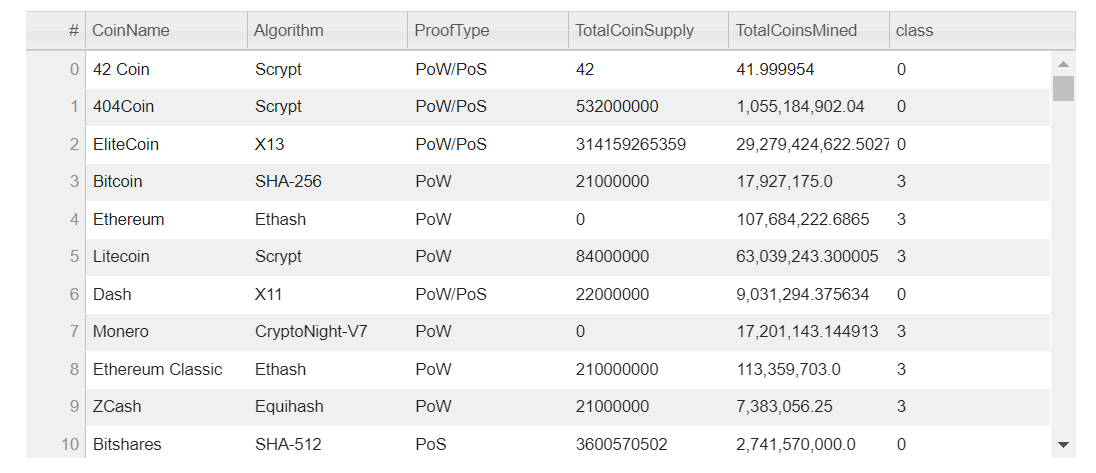 # CoinName Algorithm ProofType TotalCoinSupply TotalCoinsMined class
0 42 Coin Scrypt PoW/PoS 42 41.999954 0
1 404Coin Scrypt PoW/PoS 532000000 1,055,184,902.04 0
2 EliteCoin X13 PoW/PoS 314159265359 29,279,424,622.5027 0
3 Bitcoin SHA-256 PoW 21000000 17,927,175.0 3
4 Ethereum Ethash PoW 0 107,684,222.6865 3
5 Litecoin Scrypt PoW 84000000 63,039,243.300005 3
6 Dash X11 PoW/PoS 22000000 9,031,294.375634 0
7 Monero CryptoNight-V7 PoW 0 17,201,143.144913 3
8 Ethereum Classic Ethash PoW 210000000 113,359,703.0 3
9 ZCash Equihash PoW 21000000 7,383,056.25 3
10 Bitshares SHA-512 PoS 3600570502 2,741,570,000.0 0